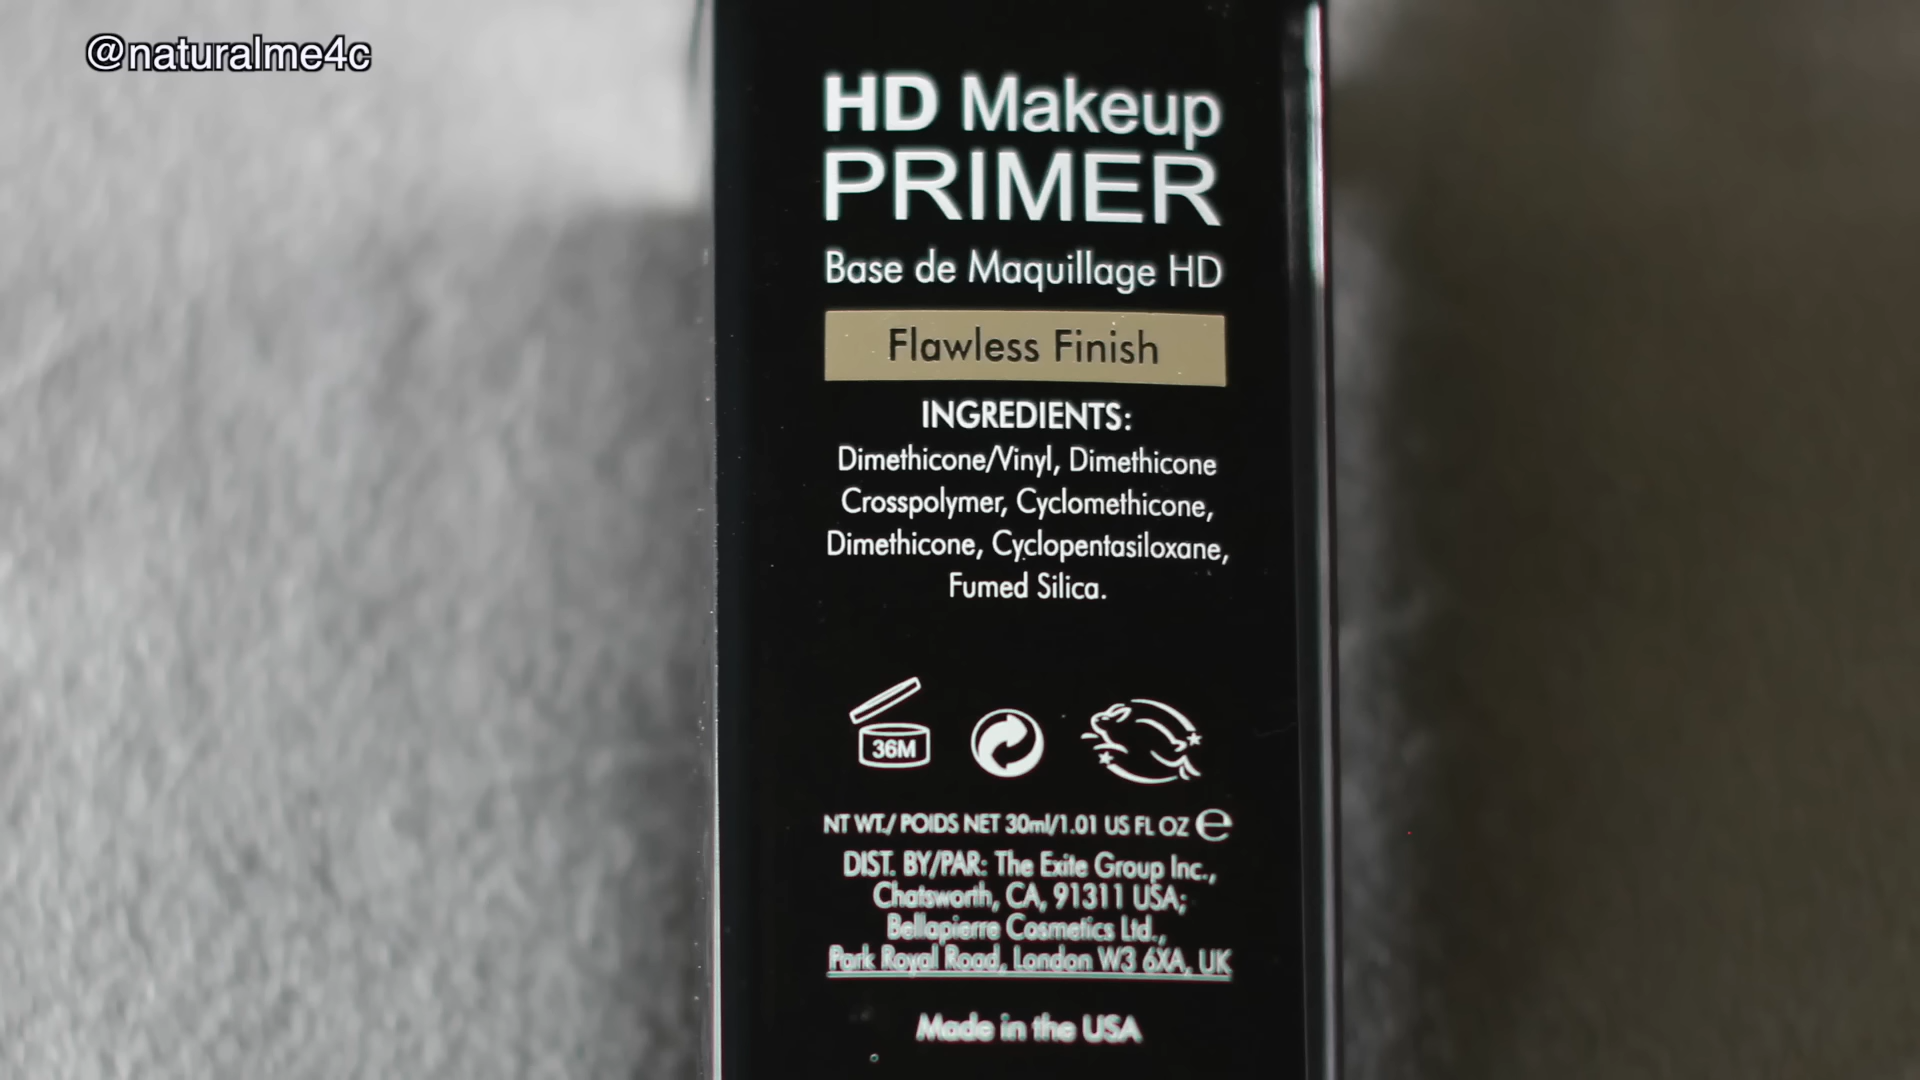 @naturalme4c
HD Makeup
PRIMER
Base de Maquillage HD
Flawless Finish
INGREDIENTS:
Dimethicone/Vinyl, Dimethicone
Crosspolymer, Cyclomethicone,
Dimethicone, Cyclopentasiloxane,
Fumed Silica.
36M
NT WT./ POIDS NET 30ml/1.01 US FL OZ e
DIST. BY/PAR: The Exite Group Inc.,
Chatsworth, CA, 91311 USA;
Bellapierre Cosmetics Ltd.,
Park Royal Road, London W3 6XA, UK
Made in the USA